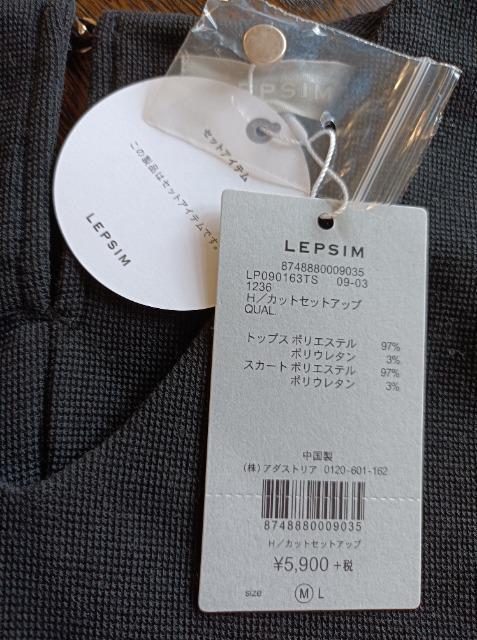 LEPSIM
セットアイテム
この製品はセットアイテムです。
LEPSIM
LEPSIM
8748880009035
LP090163TS 09-03
1236
H／カットセットアップ
QUAL.
トップス ポリエステル 97%
ポリウレタン 3%
スカート ポリエステル 97%
ポリウレタン 3%
中国製
(株) アダストリア 0120-601-162
8748880009035
H／カットセットアップ
¥5,900 +税
size M L